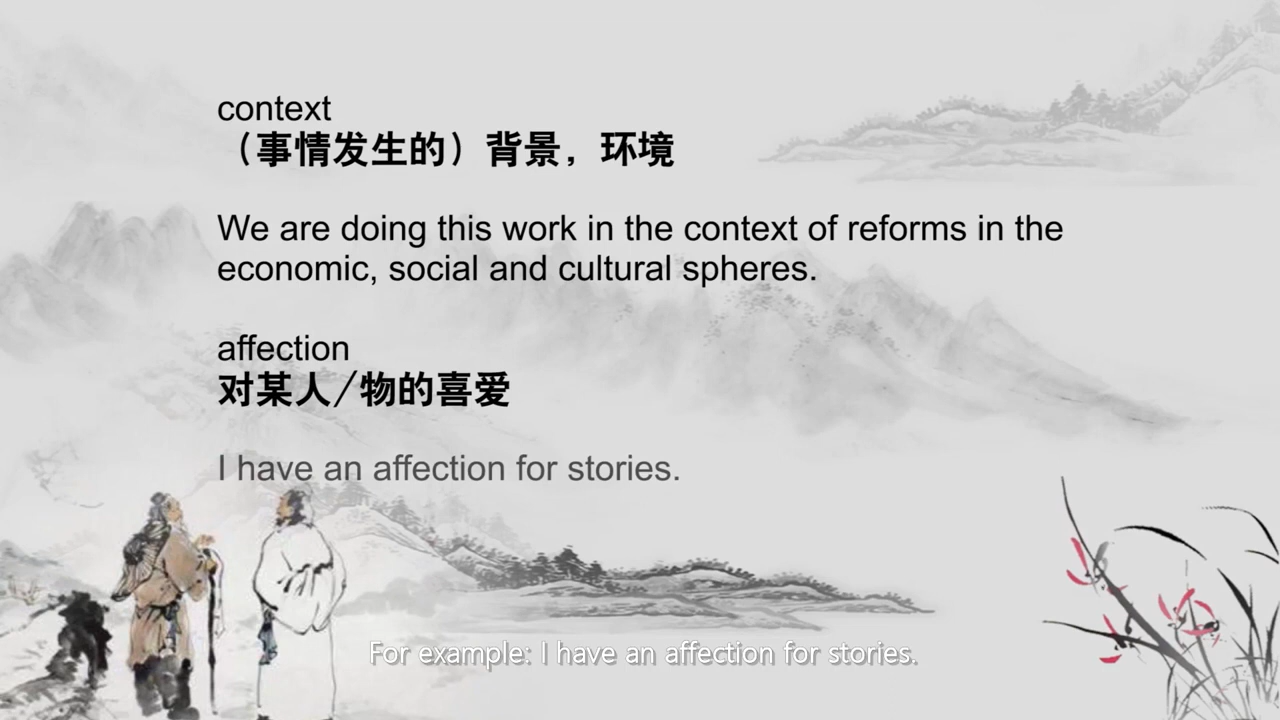 context
（事情发生的）背景，环境
We are doing this work in the context of reforms in the
economic, social and cultural spheres.
affection
对某人/物的喜爱
I have an affection for stories.
For example: I have an affection for stories.